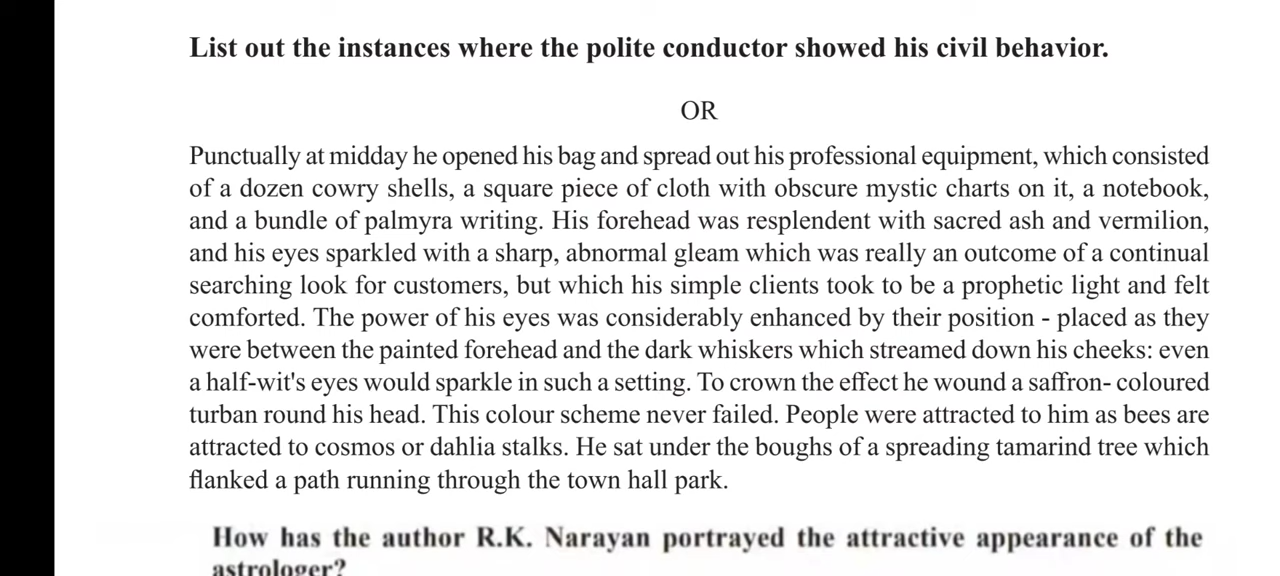 List out the instances where the polite conductor showed his civil behavior.
OR
Punctually at midday he opened his bag and spread out his professional equipment, which consisted
of a dozen cowry shells, a square piece of cloth with obscure mystic charts on it, a notebook,
and a bundle of palmyra writing. His forehead was resplendent with sacred ash and vermilion,
and his eyes sparkled with a sharp, abnormal gleam which was really an outcome of a continual
searching look for customers, but which his simple clients took to be a prophetic light and felt
comforted. The power of his eyes was considerably enhanced by their position - placed as they
were between the painted forehead and the dark whiskers which streamed down his cheeks: even
a half-wit's eyes would sparkle in such a setting. To crown the effect he wound a saffron- coloured
turban round his head. This colour scheme never failed. People were attracted to him as bees are
attracted to cosmos or dahlia stalks. He sat under the boughs of a spreading tamarind tree which
flanked a path running through the town hall park.
How has the author R.K. Narayan portrayed the attractive appearance of the
astrologer?